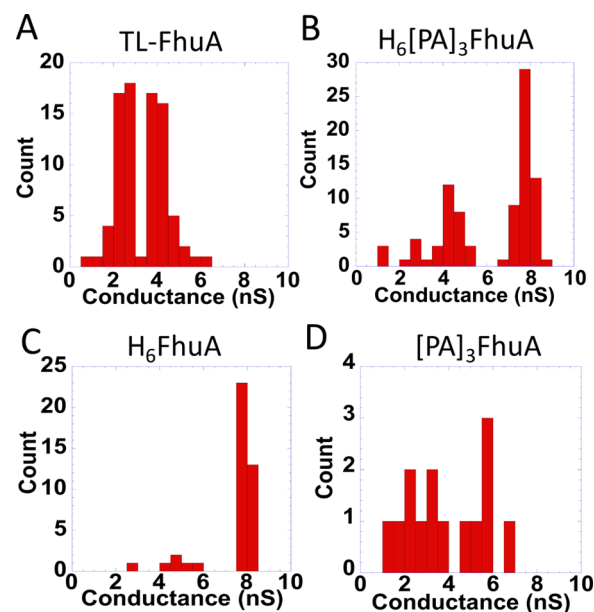 A
TL-FhuA
20
15
10
5
0
Count
0 2 4 6 8 10
Conductance (nS)
B
H₆[PA]₃FhuA
30
25
20
15
10
5
0
Count
0 2 4 6 8 10
Conductance (nS)
C
H₆FhuA
25
20
15
10
5
0
Count
0 2 4 6 8 10
Conductance (nS)
D
[PA]₃FhuA
4
3
2
1
0
Count
0 2 4 6 8 10
Conductance (nS)